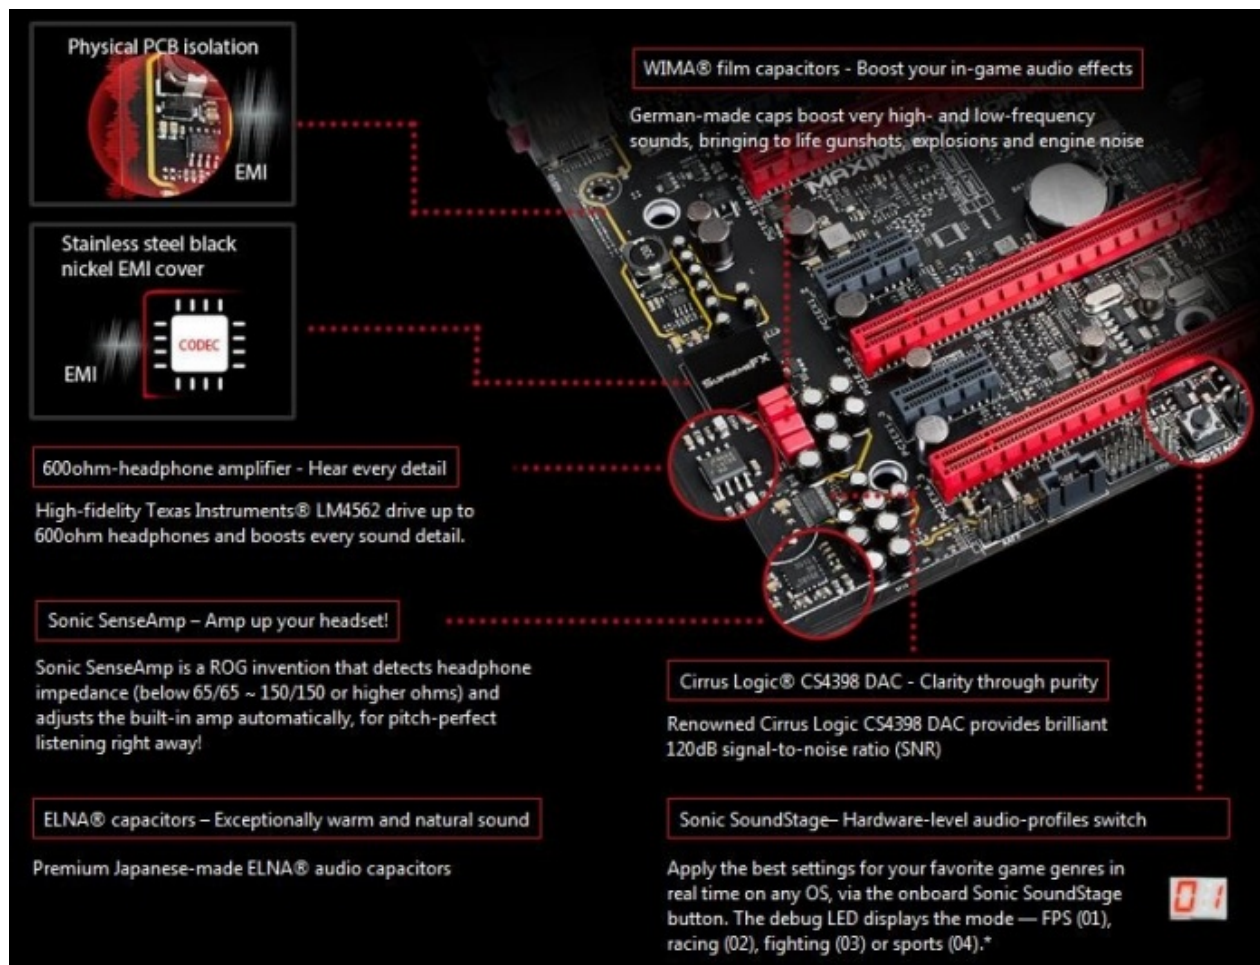 Physical PCB isolation
EMI
WIMA® film capacitors - Boost your in-game audio effects
German-made caps boost very high- and low-frequency
sounds, bringing to life gunshots, explosions and engine noise
MAXIMU
Stainless steel black
nickel EMI cover
CODEC
EMI
SUPREMEFX
600ohm-headphone amplifier - Hear every detail
High-fidelity Texas Instruments® LM4562 drive up to
600ohm headphones and boosts every sound detail.
Sonic SenseAmp – Amp up your headset!
Sonic SenseAmp is a ROG invention that detects headphone
impedance (below 65/65 ~ 150/150 or higher ohms) and
adjusts the built-in amp automatically, for pitch-perfect
listening right away!
Cirrus Logic® CS4398 DAC - Clarity through purity
Renowned Cirrus Logic CS4398 DAC provides brilliant
120dB signal-to-noise ratio (SNR)
ELNA® capacitors – Exceptionally warm and natural sound
Premium Japanese-made ELNA® audio capacitors
Sonic SoundStage– Hardware-level audio-profiles switch
Apply the best settings for your favorite game genres in
real time on any OS, via the onboard Sonic SoundStage
button. The debug LED displays the mode — FPS (01),
racing (02), fighting (03) or sports (04).*
01